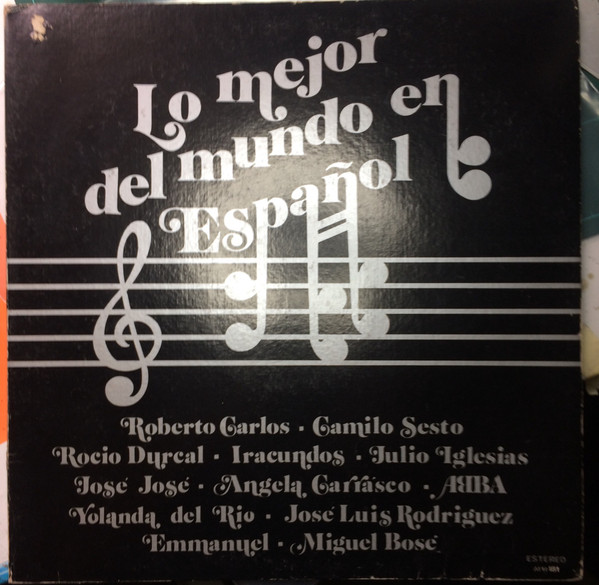 Lo mejor
del mundo en
Español
Roberto Carlos · Camilo Sesto
Rocio Durcal · Iracundos · Julio Iglesias
José José · Angela Carrasco · ABBA
Yolanda del Rio · José Luis Rodriguez
Emmanuel · Miguel Bosé
ESTEREO